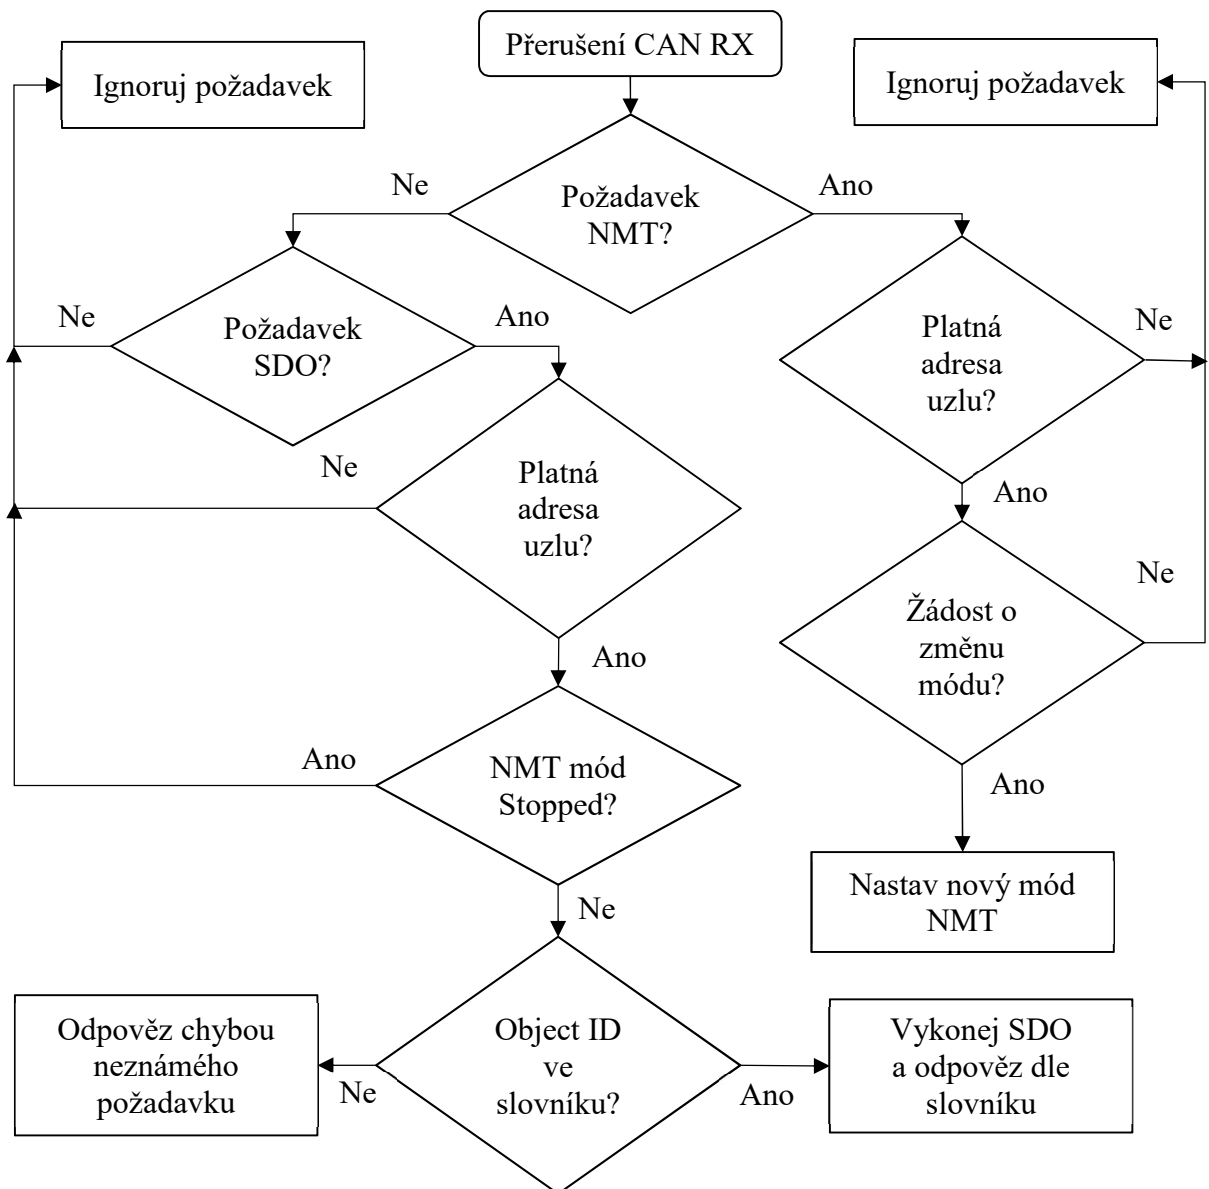 Přerušení CAN RX
Ignoruj požadavek
Ignoruj požadavek
Ne
Ano
Požadavek
NMT?
Ne
Ano
Požadavek
SDO?
Platná
adresa
uzlu?
Ne
Ne
Platná
adresa
uzlu?
Ano
Žádost o
změnu
módu?
Ne
Ano
Ano
NMT mód
Stopped?
Ano
Nastav nový mód
NMT
Ne
Odpověz chybou
neznámého
požadavku
Ne
Object ID
ve
slovníku?
Ano
Vykonej SDO
a odpověz dle
slovníku